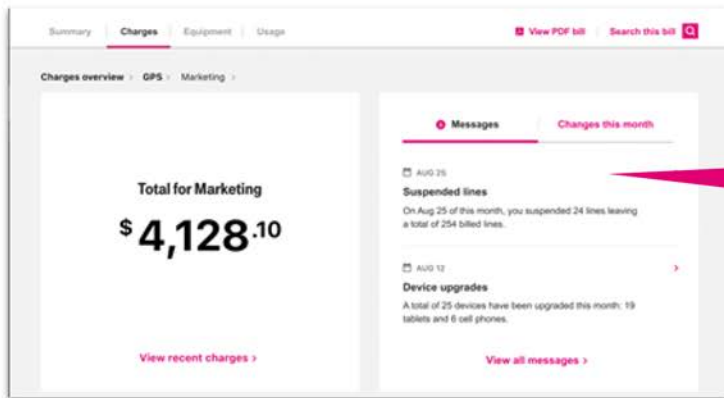 Summary Charges Equipment Usage View PDF bill Search this bill
Charges overview > GPS > Marketing >
Messages Changes this month
Total for Marketing
$4,128.10
View recent charges >
AUG 25
Suspended lines
On Aug 25 of this month, you suspended 24 lines leaving
a total of 254 billed lines.
AUG 12 >
Device upgrades
A total of 25 devices have been upgraded this month: 19
tablets and 6 cell phones.
View all messages >